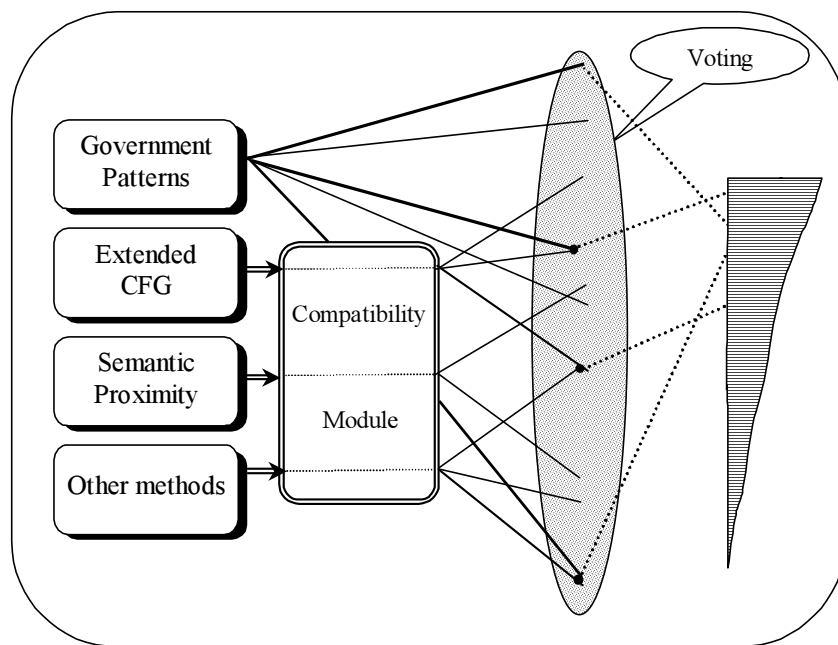 Voting
Government
Patterns
Extended
CFG
Compatibility
Semantic
Proximity
Module
Other methods